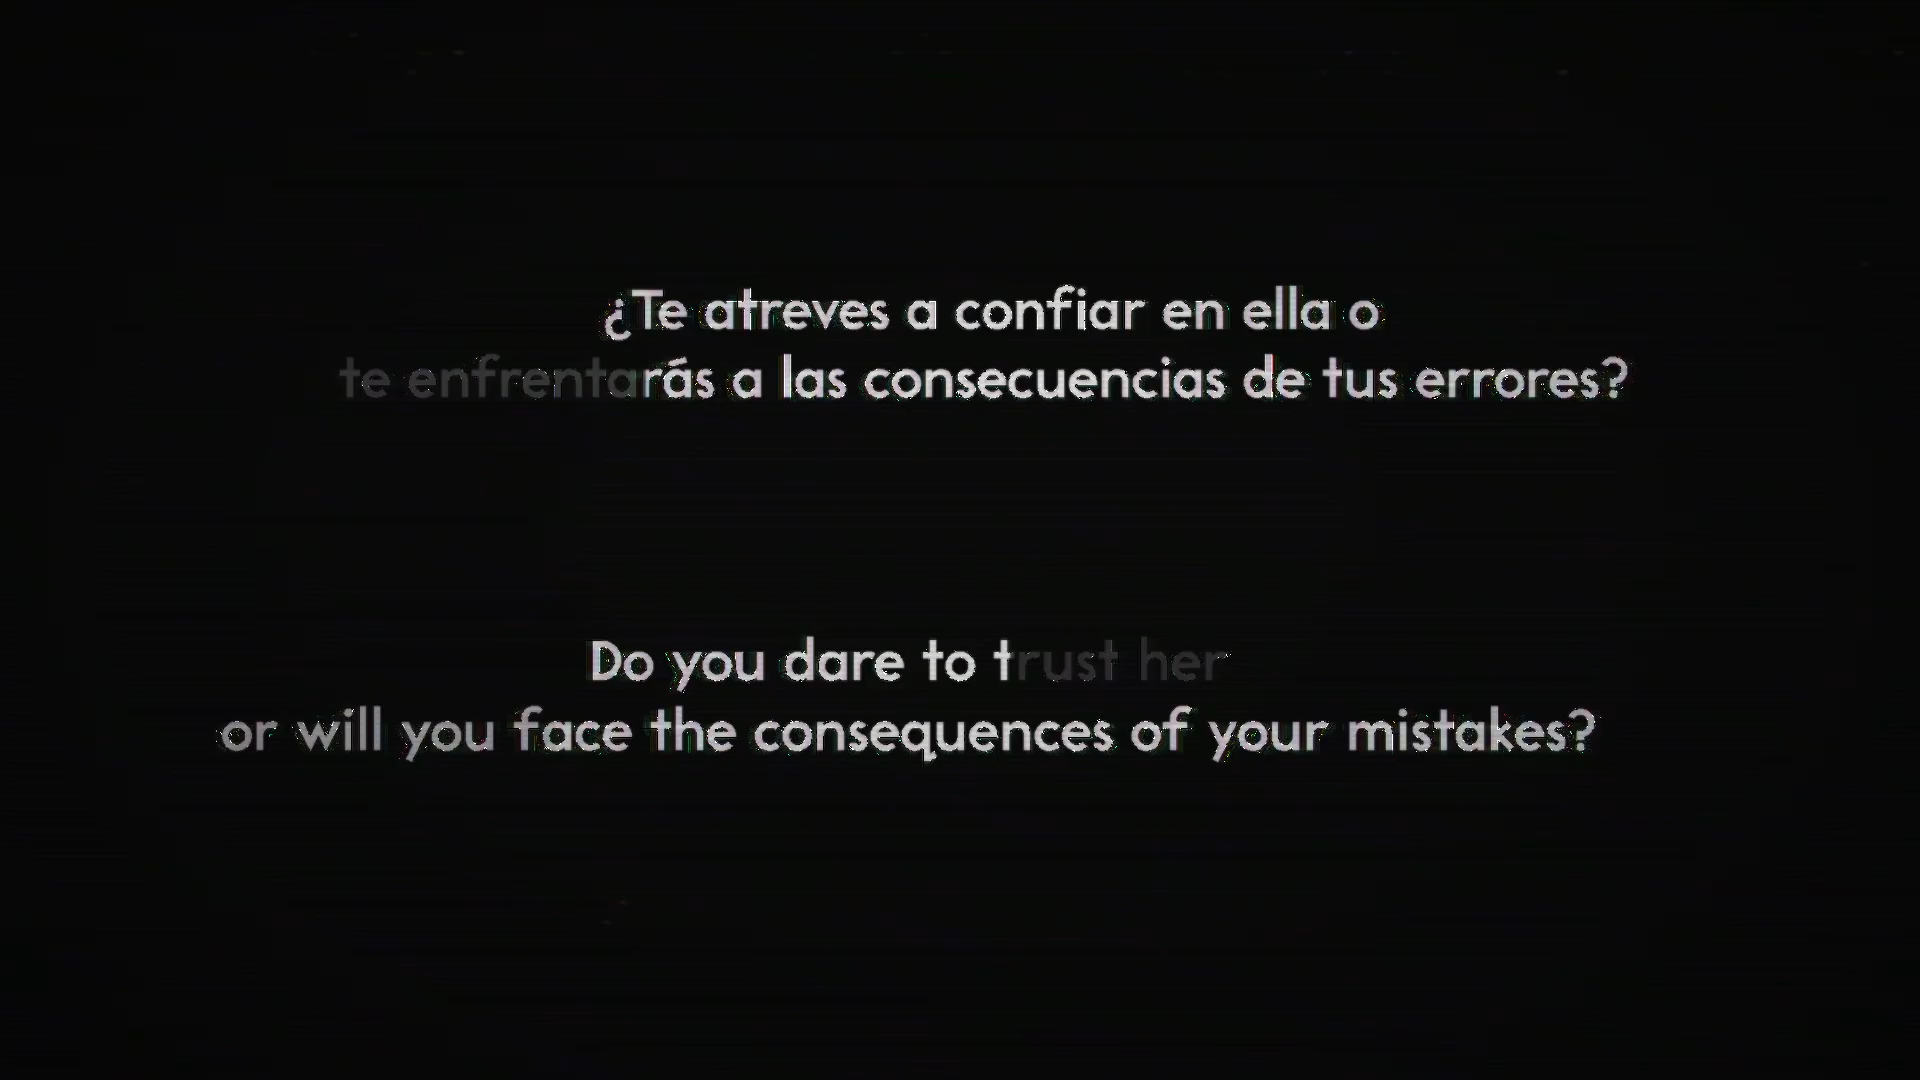 ¿Te atreves a confiar en ella o
te enfrentarás a las consecuencias de tus errores?
Do you dare to trust her
or will you face the consequences of your mistakes?